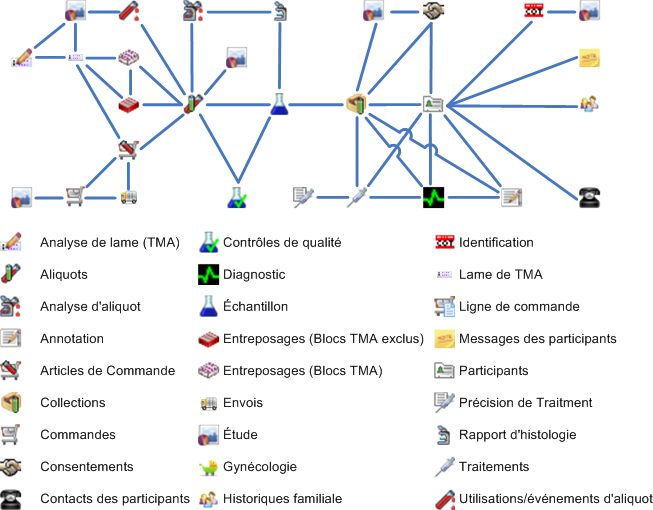 Analyse de lame (TMA)
Contrôles de qualité
Identification
Aliquots
Diagnostic
Lame de TMA
Analyse d'aliquot
Échantillon
Ligne de commande
Annotation
Entreposages (Blocs TMA exclus)
Messages des participants
Articles de Commande
Entreposages (Blocs TMA)
Participants
Collections
Envois
Précision de Traitment
Commandes
Étude
Rapport d'histologie
Consentements
Gynécologie
Traitements
Contacts des participants
Historiques familiale
Utilisations/événements d'aliquot